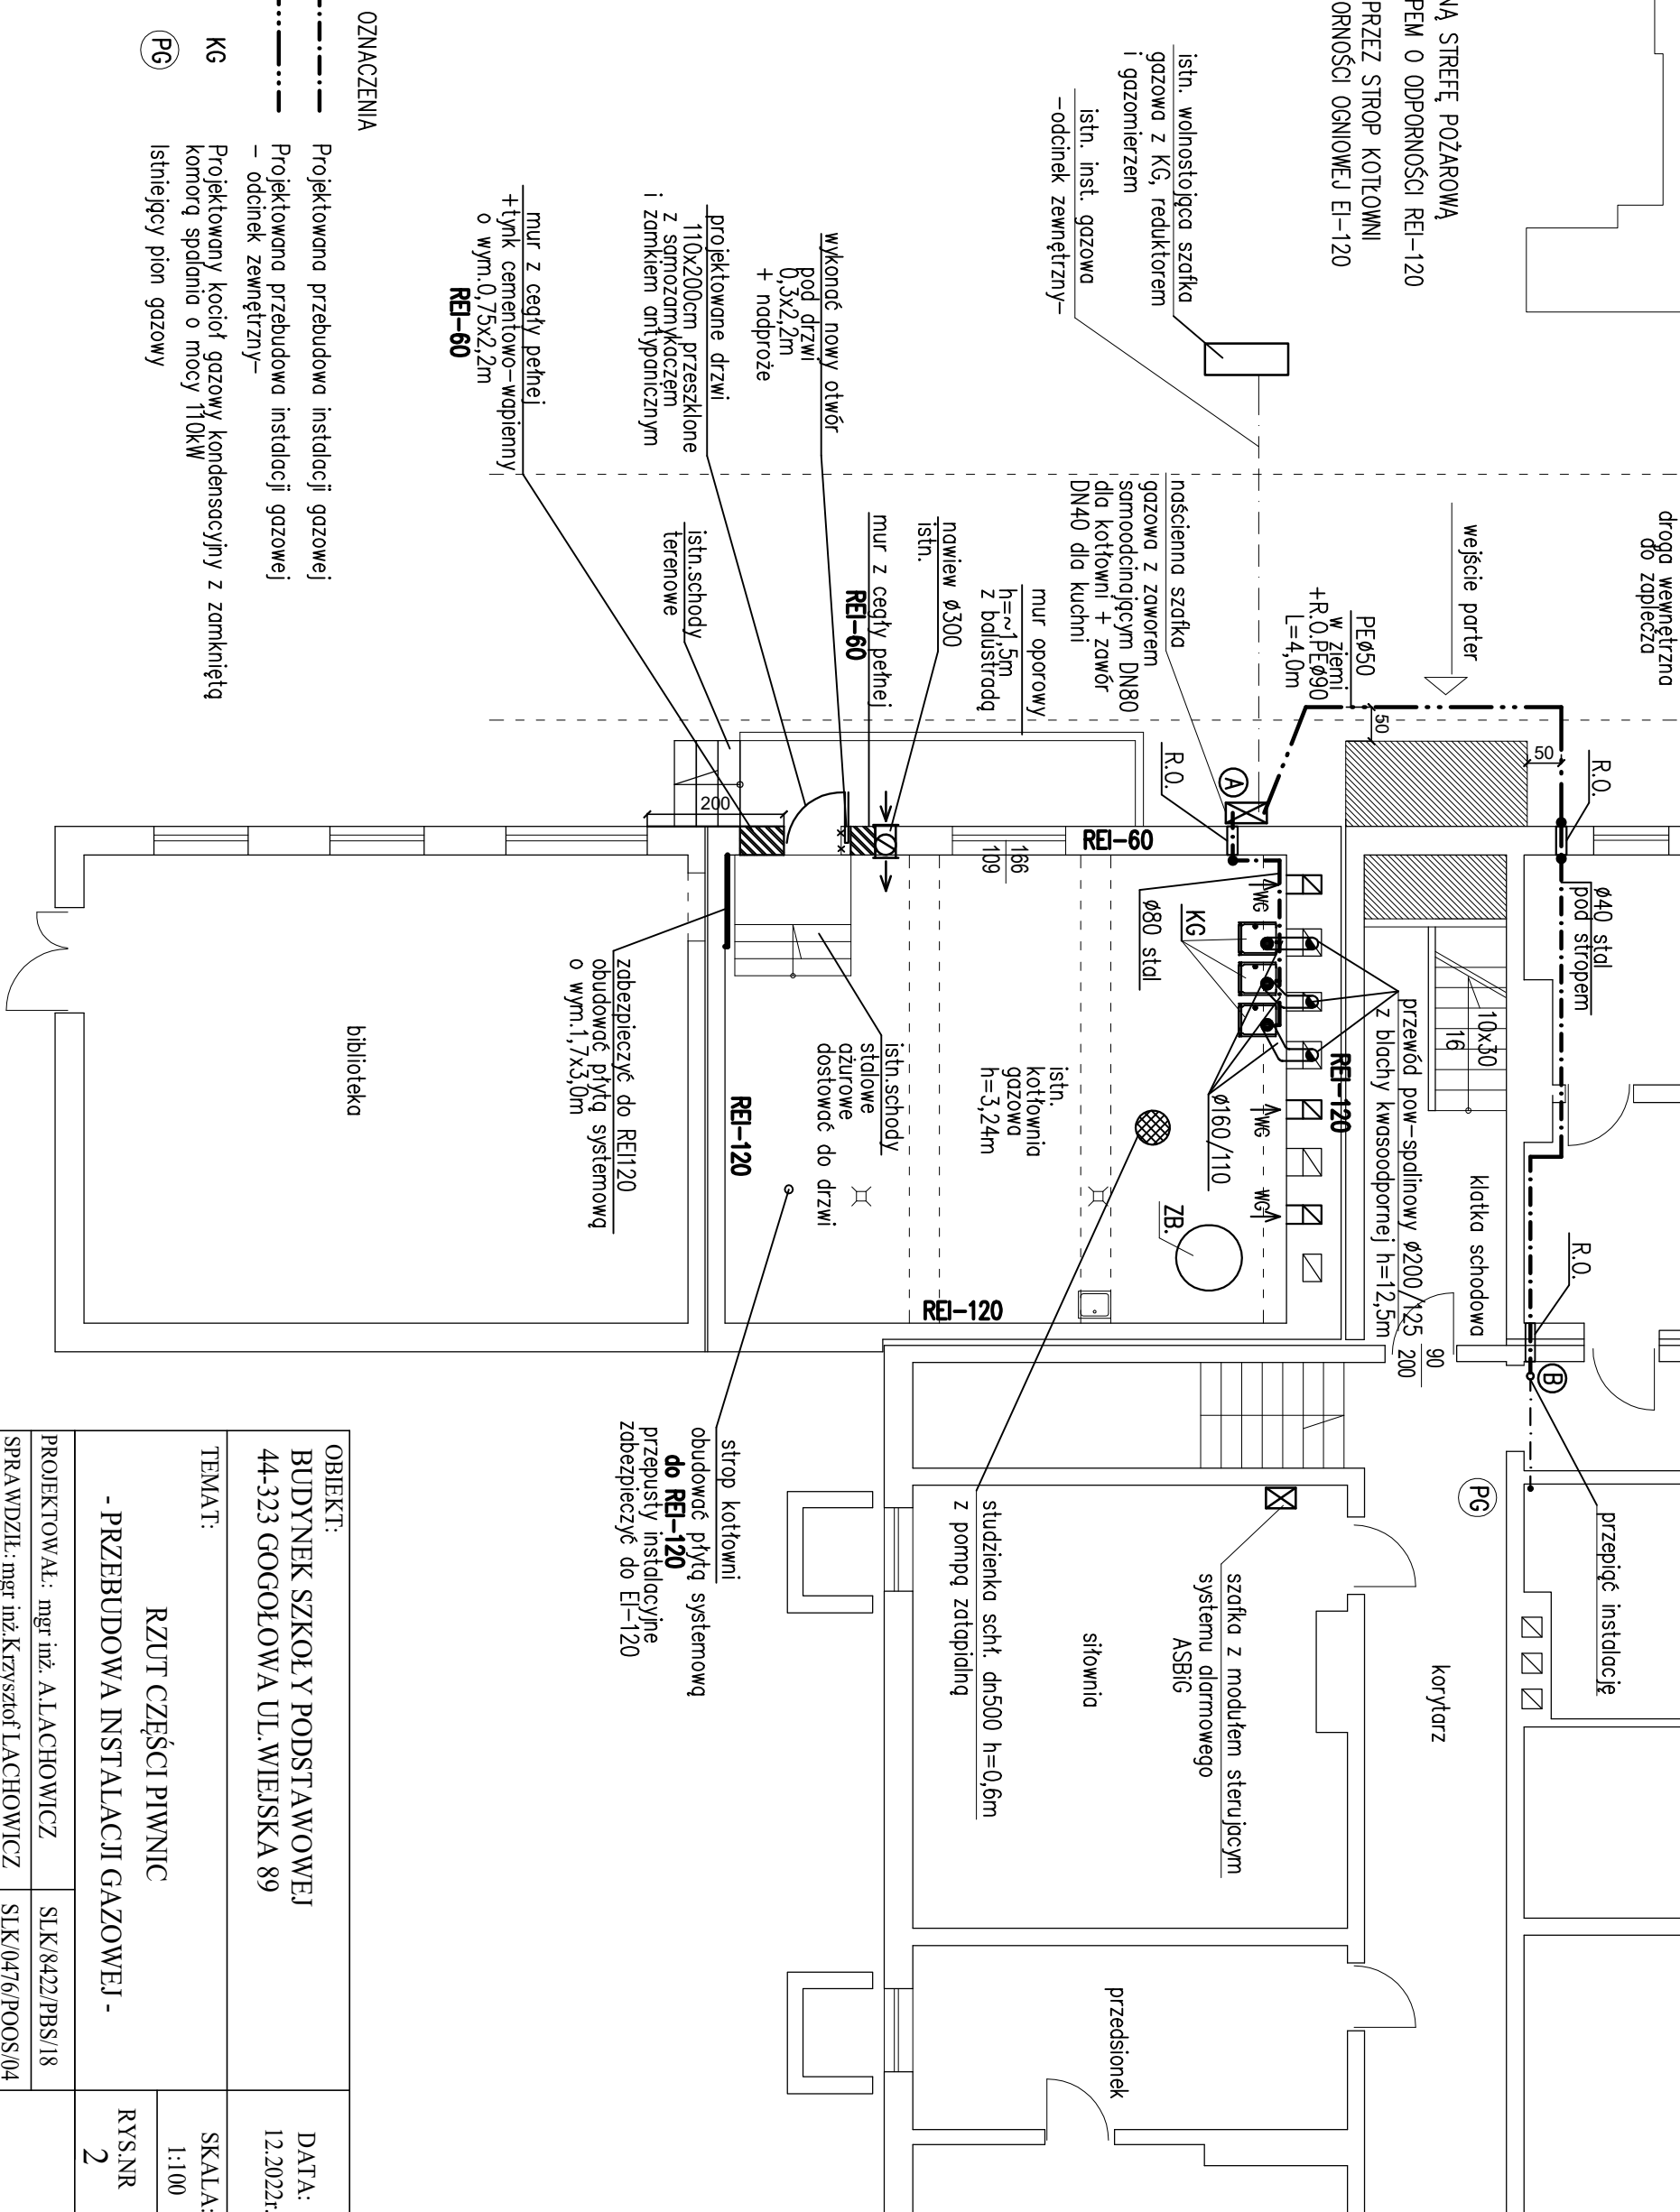 NĄ STREFĘ POŻAROWĄ
PEM O ODPORNOŚCI REI-120
PRZEZ STROP KOTŁOWNI
ORNOŚCI OGNIOWEJ EI-120
droga wewnętrzna
do zaplecza
wejście parter
istn. wolnostojąca szafka
gazowa z KG, reduktorem
i gazomierzem
istn. inst. gazowa
-odcinek zewnętrzny-
PEø50
w ziemi
+R.O.PEø90
L=4,0m
50
50
R.O.
ø40 stal
pod stropem
R.O.
B
przepiąć instalację
PG
korytarz
klatka schodowa
10x30
16
90
200
przewód pow-spalinowy ø200/125
z blachy kwasoodpornej h=12,5m
REI-120
naścienna szafka
gazowa z zaworem
samoodcinającym DN80
dla kotłowni + zawór
DN40 dla kuchni
R.O.
A
REI-60
WG
WG
WG
KG
ø80 stal
ø160/110
ZB.
mur oporowy
h=~1,5m
z balustradą
166
109
nawiew ø300
istn.
mur z cegły pełnej
REI-60
wykonać nowy otwór
pod drzwi
0,3x2,2m
+ nadproże
projektowane drzwi
110x200cm przeszklone
z samozamykaczem
i zamkiem antypanicznym
istn.schody
terenowe
200
mur z cegły pełnej
+tynk cementowo-wapienny
o wym.0,75x2,2m
REI-60
istn.
kotłownia
gazowa
h=3,24m
istn.schody
stalowe
ażurowe
dostować do drzwi
REI-120
REI-120
zabezpieczyć do REI120
obudować płytą systemową
o wym.1,7x3,0m
biblioteka
szafka z modułem sterującym
systemu alarmowego
ASBiG
siłownia
studzienka scht. dn500 h=0,6m
z pompą zatapialną
przedsionek
strop kotłowni
obudować płytą systemową
do REI-120
przepusty instalacyjne
zabezpieczyć do EI-120
OZNACZENIA
Projektowana przebudowa instalacji gazowej
Projektowana przebudowa instalacji gazowej
- odcinek zewnętrzny-
KG
Projektowany kocioł gazowy kondensacyjny z zamkniętą
komorą spalania o mocy 110kW
PG
Istniejący pion gazowy
OBIEKT:
BUDYNEK SZKOŁY PODSTAWOWEJ
44-323 GOGOŁOWA UL.WIEJSKA 89
DATA:
12.2022r.
TEMAT:
RZUT CZĘŚCI PIWNIC
- PRZEBUDOWA INSTALACJI GAZOWEJ -
SKALA:
1:100
RYS.NR
2
PROJEKTOWAŁ: mgr inż. A.LACHOWICZ
SLK/8422/PBS/18
SPRAWDZIŁ: mgr inż.Krzysztof LACHOWICZ
SLK/0476/POOS/04